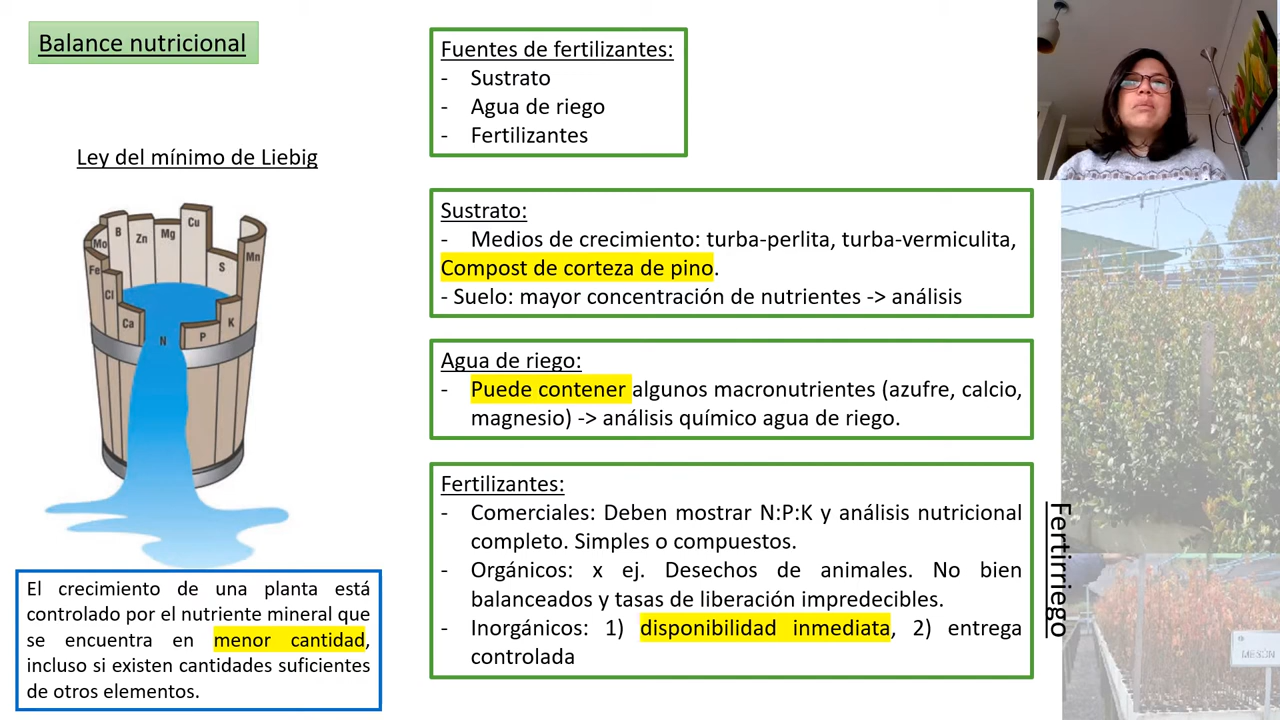 Balance nutricional
Ley del mínimo de Liebig
Mo
B
Zn
Mg
Cu
Mn
Fe
S
Cl
Ca
N
P
K
El crecimiento de una planta está
controlado por el nutriente mineral que
se encuentra en menor cantidad,
incluso si existen cantidades suficientes
de otros elementos.
Fuentes de fertilizantes:
- Sustrato
- Agua de riego
- Fertilizantes
Sustrato:
- Medios de crecimiento: turba-perlita, turba-vermiculita,
Compost de corteza de pino.
- Suelo: mayor concentración de nutrientes -> análisis
Agua de riego:
- Puede contener algunos macronutrientes (azufre, calcio,
magnesio) -> análisis químico agua de riego.
Fertilizantes:
- Comerciales: Deben mostrar N:P:K y análisis nutricional
completo. Simples o compuestos.
- Orgánicos: x ej. Desechos de animales. No bien
balanceados y tasas de liberación impredecibles.
- Inorgánicos: 1) disponibilidad inmediata, 2) entrega
controlada
Fertirriego
MESÓN